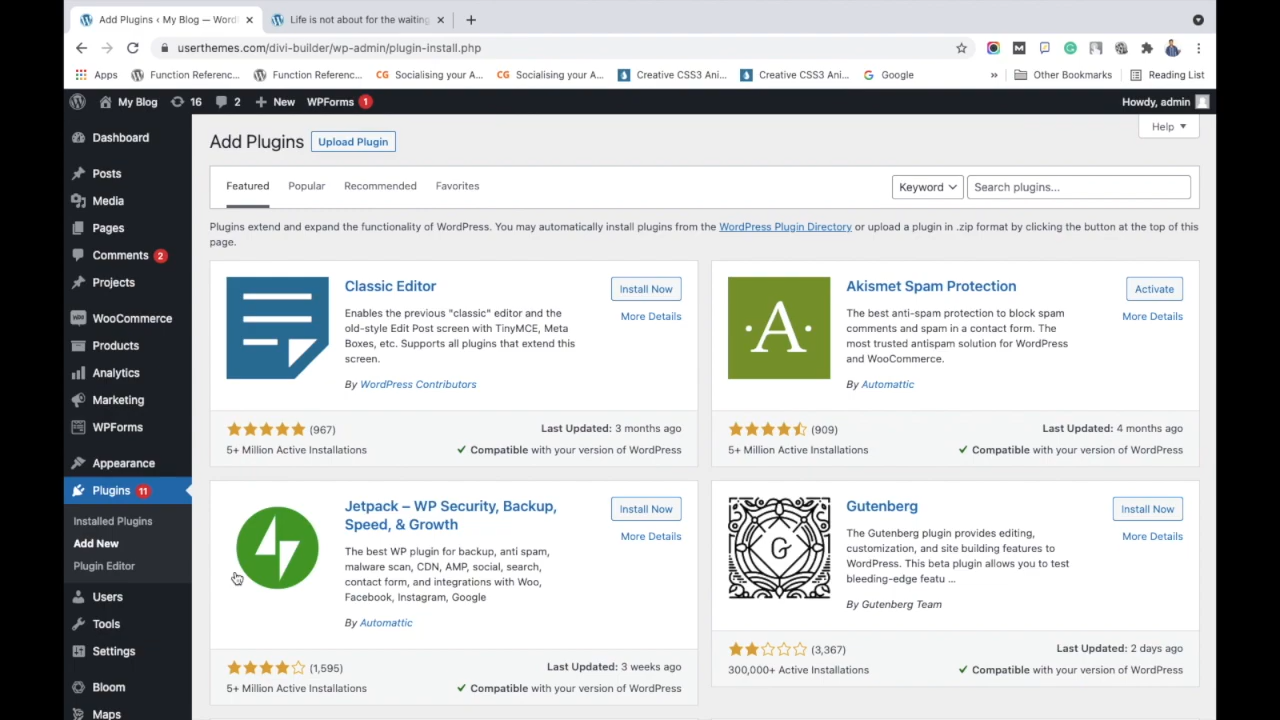 Add Plugins ‹ My Blog — Word
Life is not about for the waiting
userthemes.com/divi-builder/wp-admin/plugin-install.php
Apps
Function Referenc...
Function Referenc...
CG Socialising your A...
CG Socialising your A...
Creative CSS3 Ani...
Creative CSS3 Ani...
Google
»
Other Bookmarks
Reading List
My Blog
16
2
New
WPForms 1
Howdy, admin
Dashboard
Posts
Media
Pages
Comments 2
Projects
WooCommerce
Products
Analytics
Marketing
WPForms
Appearance
Plugins 11
Installed Plugins
Add New
Plugin Editor
Users
Tools
Settings
Bloom
Maps
Add Plugins
Upload Plugin
Help
Featured
Popular
Recommended
Favorites
Keyword
Search plugins...
Plugins extend and expand the functionality of WordPress. You may automatically install plugins from the WordPress Plugin Directory or upload a plugin in .zip format by clicking the button at the top of this
page.
Classic Editor
Install Now
Enables the previous "classic" editor and the
More Details
old-style Edit Post screen with TinyMCE, Meta
Boxes, etc. Supports all plugins that extend this
screen.
By WordPress Contributors
(967)
Last Updated: 3 months ago
5+ Million Active Installations
Compatible with your version of WordPress
A
Akismet Spam Protection
Activate
The best anti-spam protection to block spam
More Details
comments and spam in a contact form. The
most trusted antispam solution for WordPress
and WooCommerce.
By Automattic
(909)
Last Updated: 4 months ago
5+ Million Active Installations
Compatible with your version of WordPress
Jetpack – WP Security, Backup,
Speed, & Growth
Install Now
More Details
The best WP plugin for backup, anti spam,
malware scan, CDN, AMP, social, search,
contact form, and integrations with Woo,
Facebook, Instagram, Google
By Automattic
(1,595)
Last Updated: 3 weeks ago
5+ Million Active Installations
Compatible with your version of WordPress
G
Gutenberg
Install Now
The Gutenberg plugin provides editing,
More Details
customization, and site building features to
WordPress. This beta plugin allows you to test
bleeding-edge featu ...
By Gutenberg Team
(3,367)
Last Updated: 2 days ago
300,000+ Active Installations
Compatible with your version of WordPress